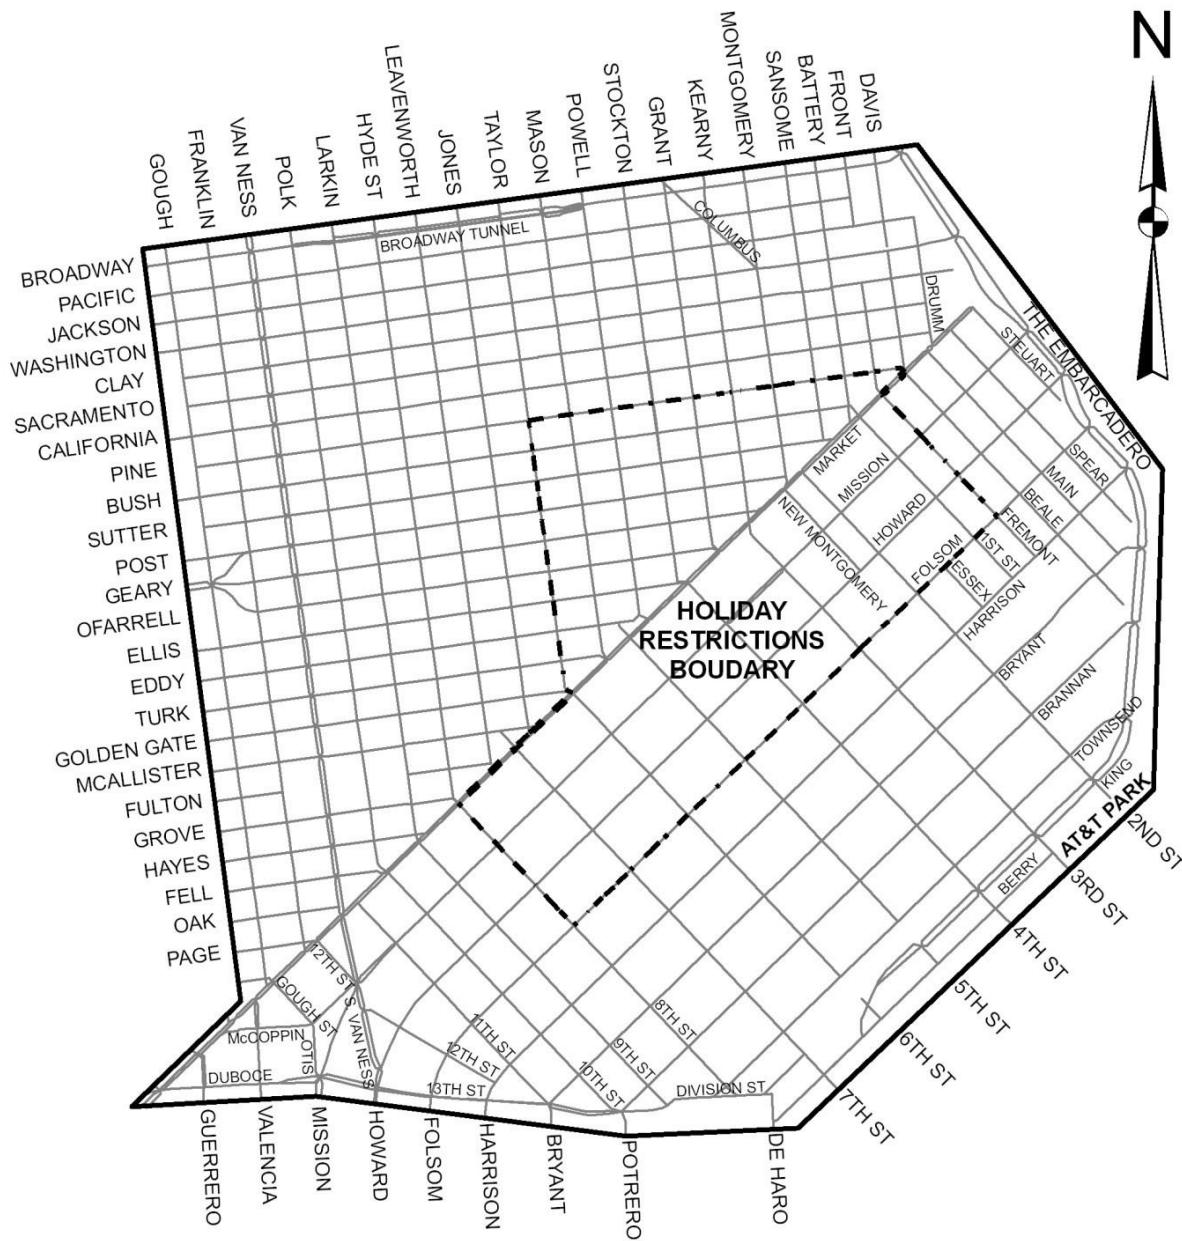 N
GOUGH
FRANKLIN
VAN NESS
POLK
LARKIN
HYDE ST
LEAVENWORTH
JONES
TAYLOR
MASON
POWELL
STOCKTON
GRANT
KEARNY
MONTGOMERY
SANSOME
BATTERY
FRONT
DAVIS
BROADWAY
PACIFIC
JACKSON
WASHINGTON
CLAY
SACRAMENTO
CALIFORNIA
PINE
BUSH
SUTTER
POST
GEARY
OFARRELL
ELLIS
EDDY
TURK
GOLDEN GATE
MCALLISTER
FULTON
GROVE
HAYES
FELL
OAK
PAGE
BROADWAY TUNNEL
COLUMBUS
DRUMM
THE EMBARCADERO
STEUART
SPEAR
MAIN
BEALE
FREMONT
1ST ST
ESSEX
MARKET
MISSION
HOWARD
FOLSOM
HARRISON
NEW MONTGOMERY
BRYANT
BRANNAN
TOWNSEND
KING
BERRY
AT&T PARK
HOLIDAY
RESTRICTIONS
BOUDARY
2ND ST
3RD ST
4TH ST
5TH ST
6TH ST
7TH ST
8TH ST
9TH ST
10TH ST
11TH ST
12TH ST
13TH ST
DIVISION ST
12TH ST
GOUGH ST
S. VAN NESS
McCOPPIN
OTIS
DUBOCE
GUERRERO
VALENCIA
MISSION
HOWARD
FOLSOM
HARRISON
BRYANT
POTRERO
DE HARO